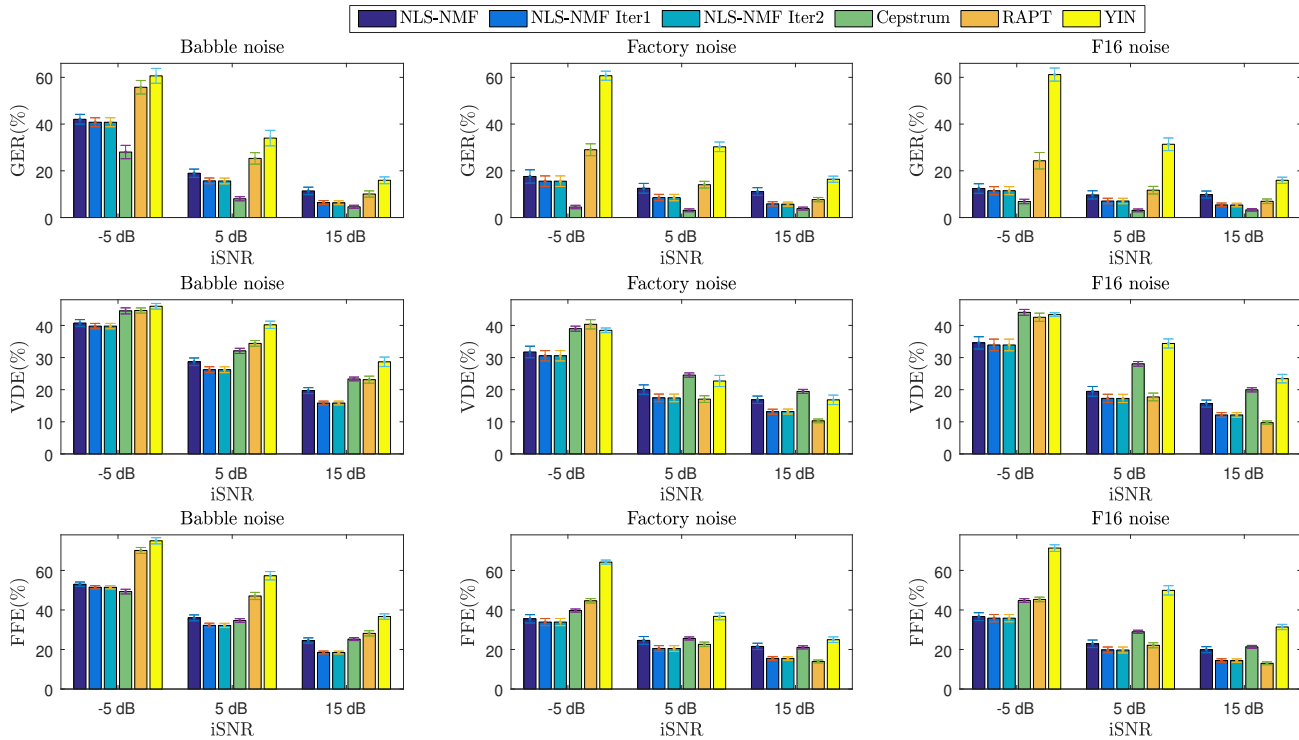 NLS-NMF NLS-NMF Iter1 NLS-NMF Iter2 Cepstrum RAPT YIN
Babble noise
GER(%)
60
40
20
0
-5 dB 5 dB 15 dB
iSNR
Factory noise
GER(%)
60
40
20
0
-5 dB 5 dB 15 dB
iSNR
F16 noise
GER(%)
60
40
20
0
-5 dB 5 dB 15 dB
iSNR
Babble noise
VDE(%)
40
30
20
10
0
-5 dB 5 dB 15 dB
iSNR
Factory noise
VDE(%)
40
30
20
10
0
-5 dB 5 dB 15 dB
iSNR
F16 noise
VDE(%)
40
30
20
10
0
-5 dB 5 dB 15 dB
iSNR
Babble noise
FFE(%)
60
40
20
0
-5 dB 5 dB 15 dB
iSNR
Factory noise
FFE(%)
60
40
20
0
-5 dB 5 dB 15 dB
iSNR
F16 noise
FFE(%)
60
40
20
0
-5 dB 5 dB 15 dB
iSNR